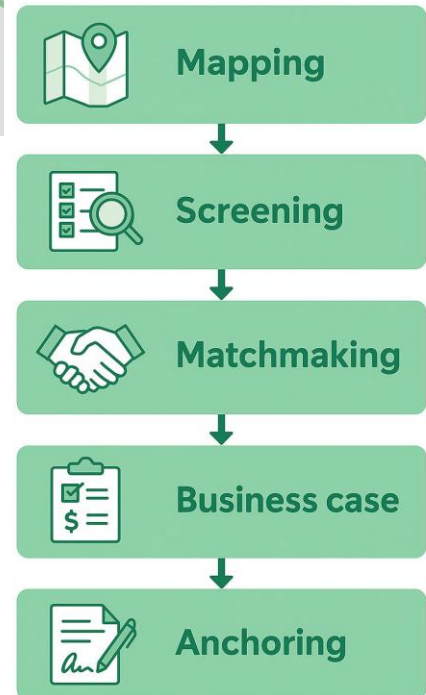 Mapping
Screening
Matchmaking
Business case
$
Anchoring